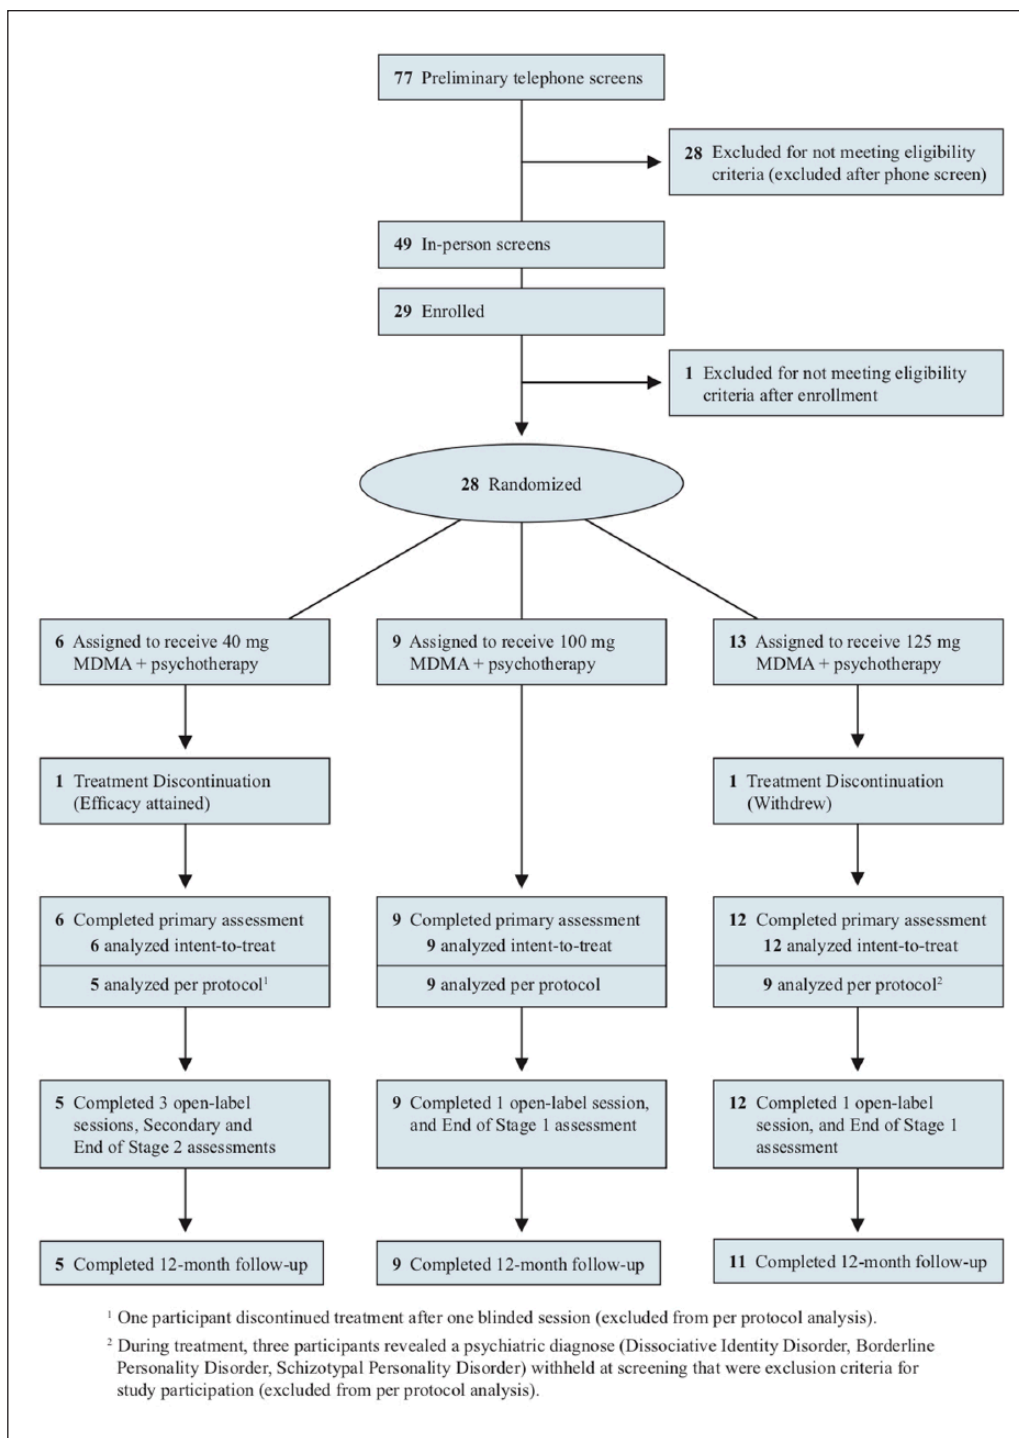 77 Preliminary telephone screens
28 Excluded for not meeting eligibility
criteria (excluded after phone screen)
49 In-person screens
29 Enrolled
1 Excluded for not meeting eligibility
criteria after enrollment
28 Randomized
6 Assigned to receive 40 mg
MDMA + psychotherapy
9 Assigned to receive 100 mg
MDMA + psychotherapy
13 Assigned to receive 125 mg
MDMA + psychotherapy
1 Treatment Discontinuation
(Efficacy attained)
1 Treatment Discontinuation
(Withdrew)
6 Completed primary assessment
6 analyzed intent-to-treat
5 analyzed per protocol¹
9 Completed primary assessment
9 analyzed intent-to-treat
9 analyzed per protocol
12 Completed primary assessment
12 analyzed intent-to-treat
9 analyzed per protocol²
5 Completed 3 open-label
sessions, Secondary and
End of Stage 2 assessments
9 Completed 1 open-label session,
and End of Stage 1 assessment
12 Completed 1 open-label
session, and End of Stage 1
assessment
5 Completed 12-month follow-up
9 Completed 12-month follow-up
11 Completed 12-month follow-up
¹ One participant discontinued treatment after one blinded session (excluded from per protocol analysis).
² During treatment, three participants revealed a psychiatric diagnose (Dissociative Identity Disorder, Borderline
Personality Disorder, Schizotypal Personality Disorder) withheld at screening that were exclusion criteria for
study participation (excluded from per protocol analysis).